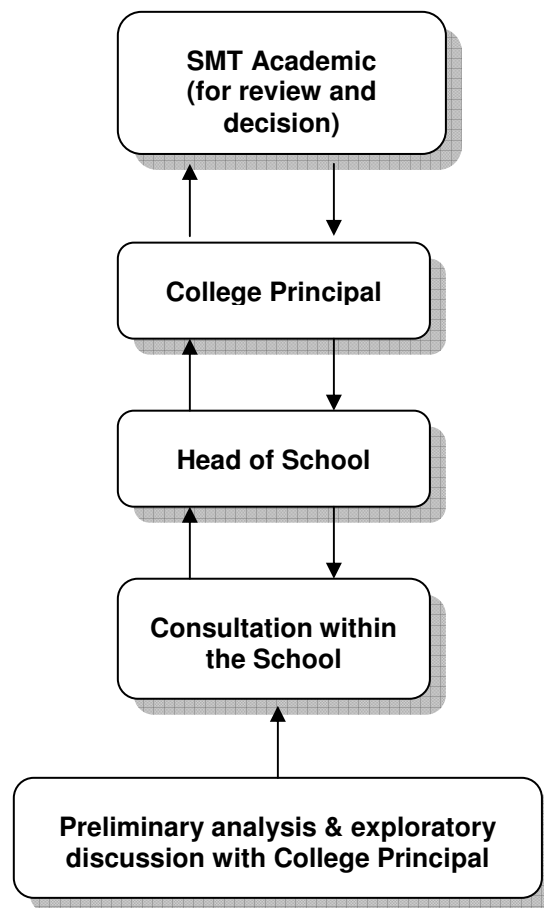 SMT Academic
(for review and
decision)
College Principal
Head of School
Consultation within
the School
Preliminary analysis & exploratory
discussion with College Principal